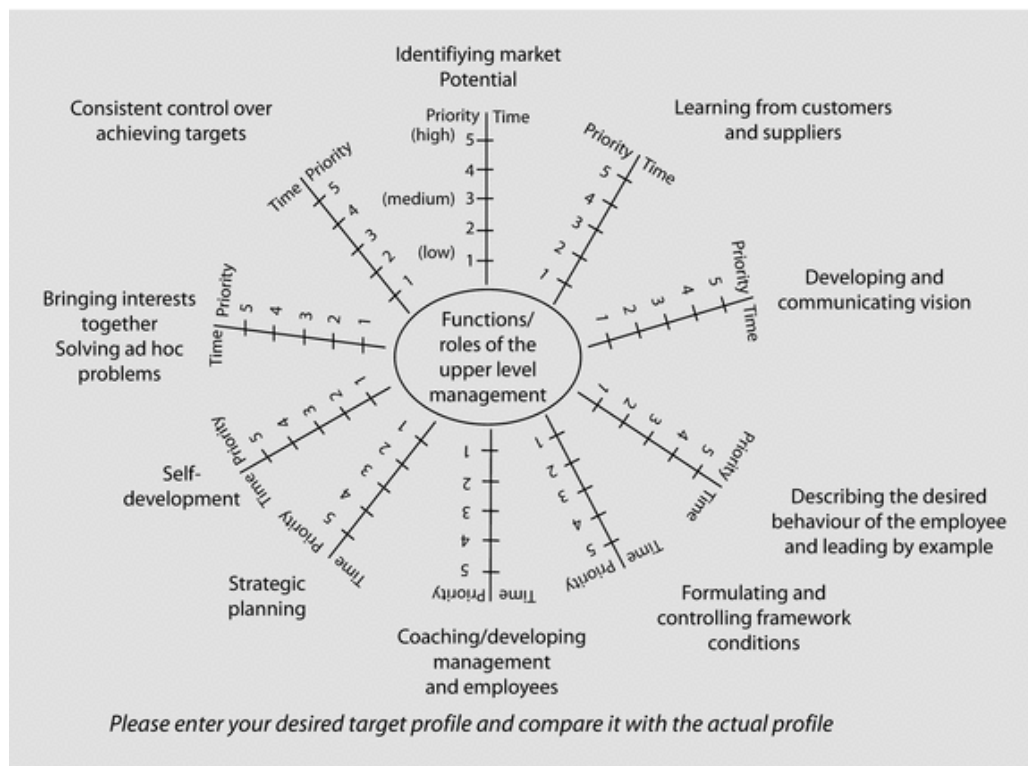 Identifiying market
Potential
Priority Time
(high) 5
4
(medium) 3
2
(low) 1
Learning from customers
and suppliers
Priority Time
5
4
3
2
1
Developing and
communicating vision
Priority Time
1 2 3 4 5
Describing the desired
behaviour of the employee
and leading by example
Priority Time
1 2 3 4 5
Formulating and
controlling framework
conditions
Priority Time
1
2
3
4
5
Coaching/developing
management
and employees
Priority Time
1
2
3
4
5
Strategic
planning
Priority Time
1
2
3
4
5
Self-
development
Priority Time
5 4 3 2 1
Bringing interests
together
Solving ad hoc
problems
Priority Time
5 4 3 2 1
Consistent control over
achieving targets
Time Priority
5
4
3
2
1
Functions/
roles of the
upper level
management
Please enter your desired target profile and compare it with the actual profile